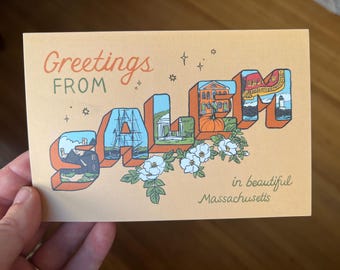 Greetings
FROM
SALEM
in beautiful
Massachusetts